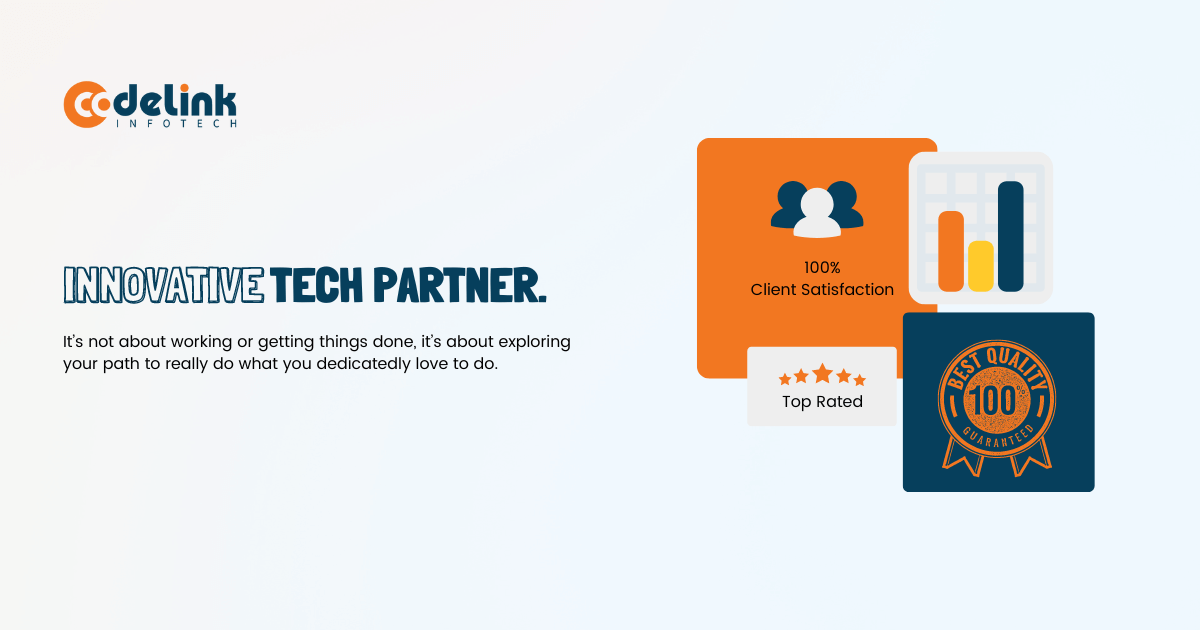 Codelink
INFOTECH
INNOVATIVE TECH PARTNER.
It's not about working or getting things done, it's about exploring
your path to really do what you dedicatedly love to do.
100%
Client Satisfaction
Top Rated
BEST QUALITY
100%
GUARANTEED